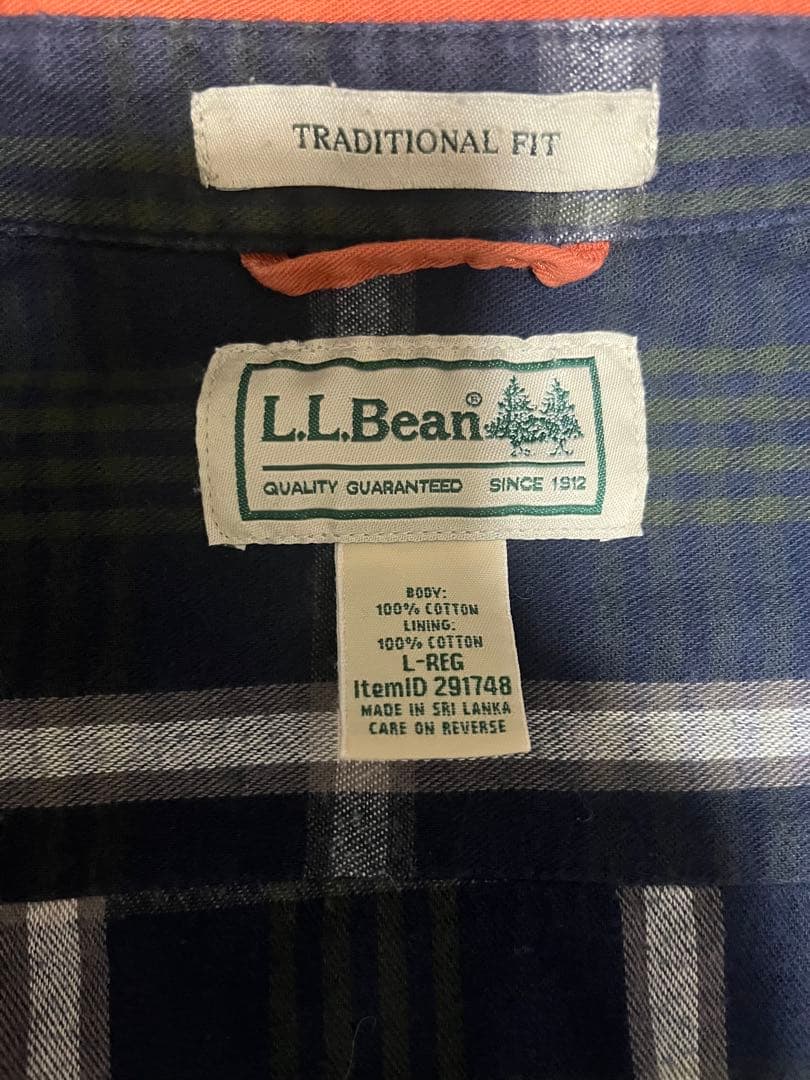 TRADITIONAL FIT
L.L.Bean®
QUALITY GUARANTEED SINCE 1912
BODY:
100% COTTON
LINING:
100% COTTON
L-REG
ItemID 291748
MADE IN SRI LANKA
CARE ON REVERSE